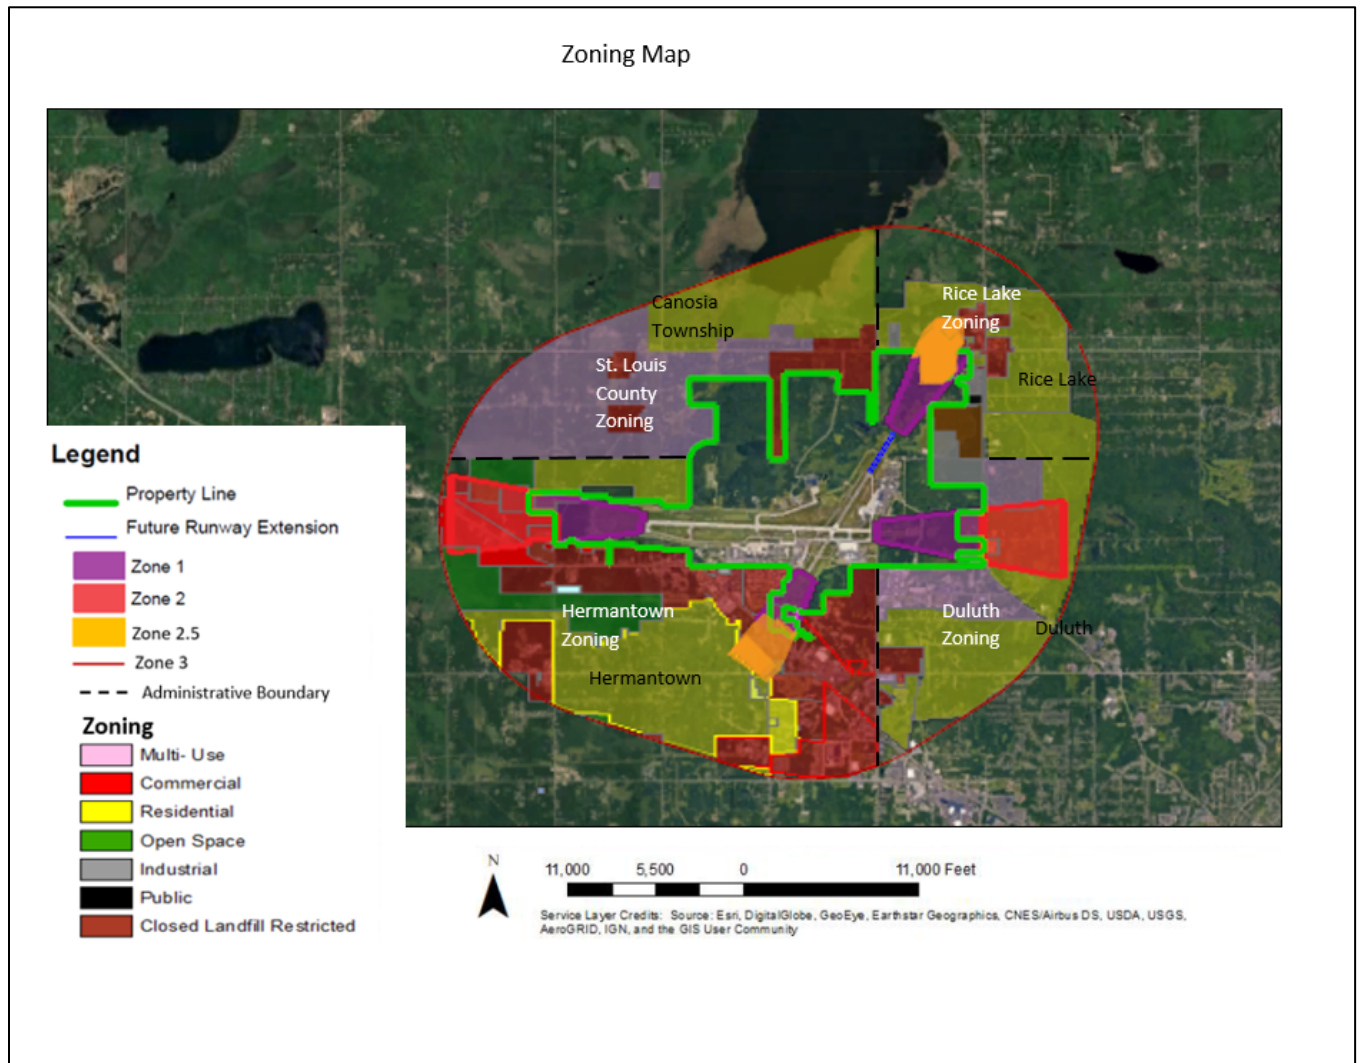 Zoning Map
Canosia
Township
Rice Lake
Zoning
St. Louis
County
Zoning
Rice Lake
Hermantown
Zoning
Duluth
Zoning
Duluth
Hermantown
Legend
Property Line
Future Runway Extension
Zone 1
Zone 2
Zone 2.5
Zone 3
Administrative Boundary
Zoning
Multi- Use
Commercial
Residential
Open Space
Industrial
Public
Closed Landfill Restricted
N
11,000 5,500 0 11,000 Feet
Service Layer Credits: Source: Esri, DigitalGlobe, GeoEye, Earthstar Geographics, CNES/Airbus DS, USDA, USGS,
AeroGRID, IGN, and the GIS User Community